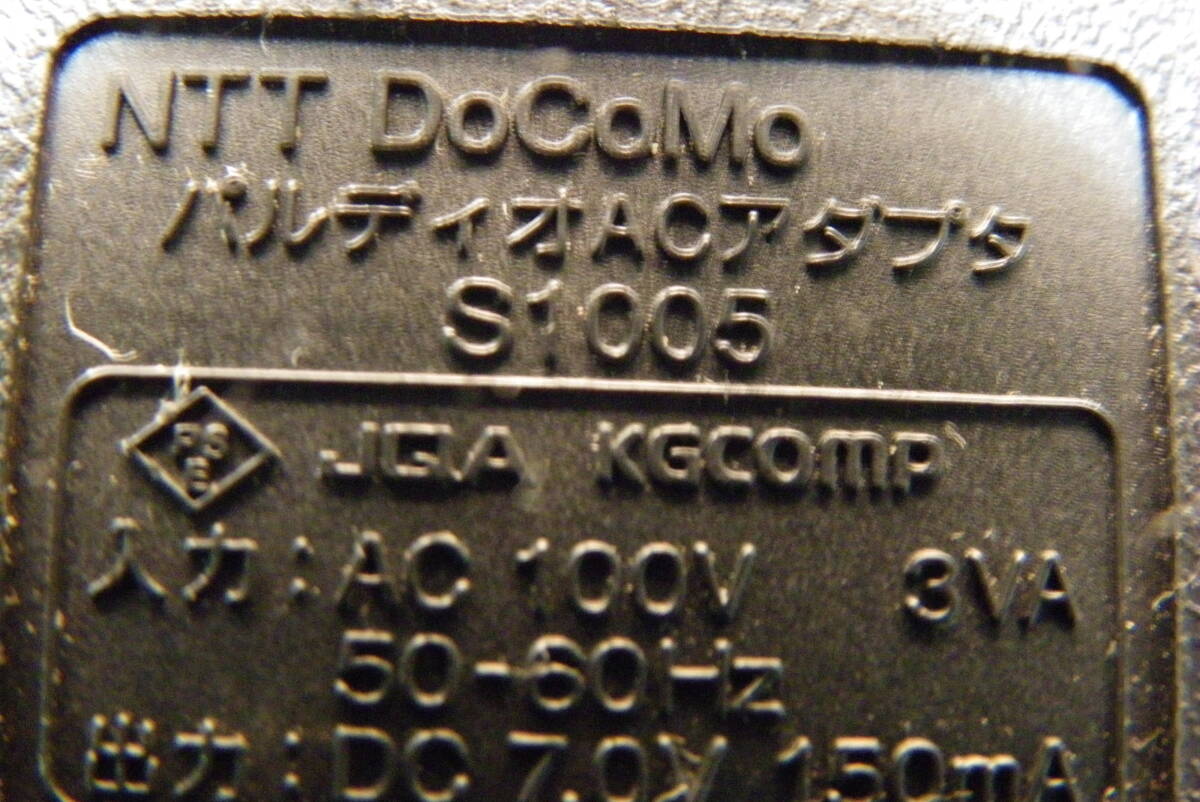 NTT DoCoMo
パルディオACアダプタ
S1005
PS
E JQA KGCOMP
入力：AC 100V 3VA
50-60Hz
出力：DC 7.0V 150mA